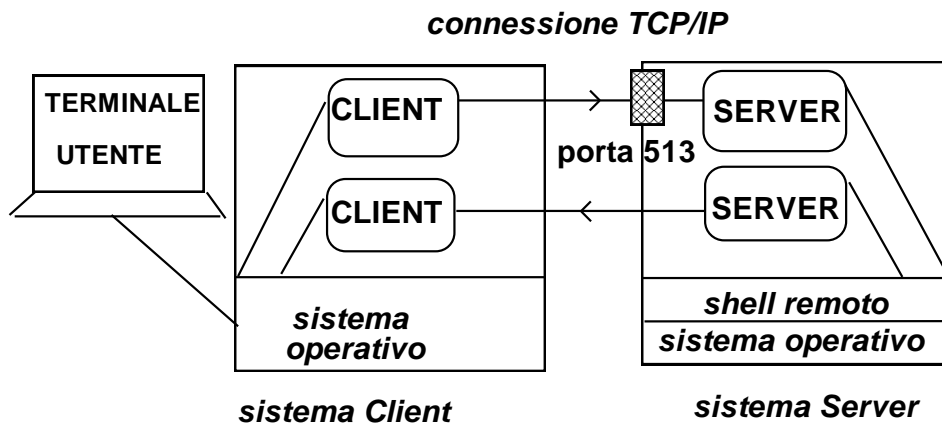 connessione TCP/IP
TERMINALE
UTENTE
CLIENT
SERVER
porta 513
CLIENT
SERVER
sistema
operativo
shell remoto
sistema operativo
sistema Client
sistema Server